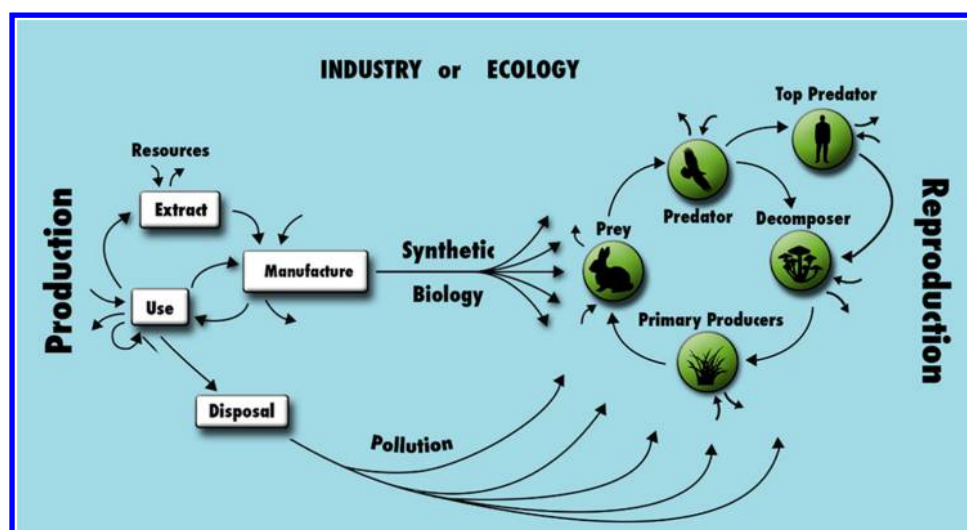 INDUSTRY or ECOLOGY
Production
Resources
Extract
Manufacture
Use
Disposal
Synthetic
Biology
Pollution
Top Predator
Predator
Prey
Decomposer
Primary Producers
Reproduction